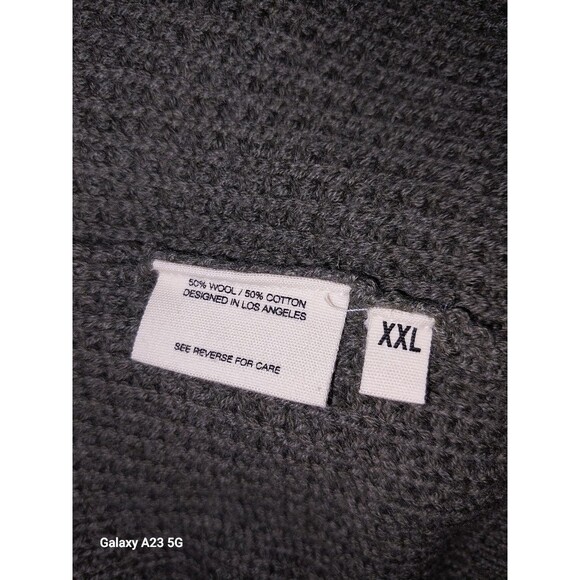 50% WOOL / 50% COTTON
DESIGNED IN LOS ANGELES
SEE REVERSE FOR CARE
XXL
Galaxy A23 5G